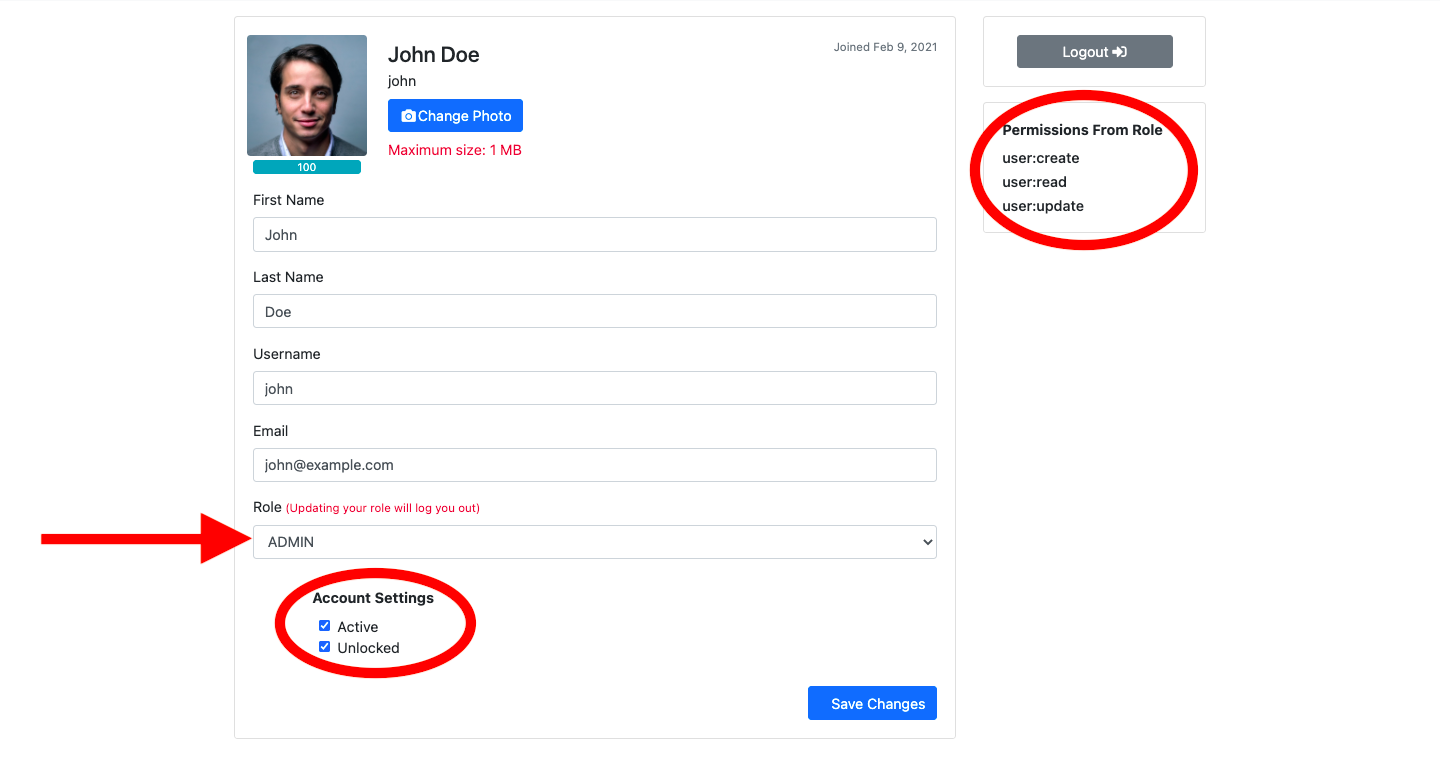 John Doe
Joined Feb 9, 2021
john
Change Photo
Maximum size: 1 MB
100
First Name
John
Last Name
Doe
Username
john
Email
john@example.com
Role (Updating your role will log you out)
ADMIN
Account Settings
Active
Unlocked
Save Changes
Logout
Permissions From Role
user:create
user:read
user:update